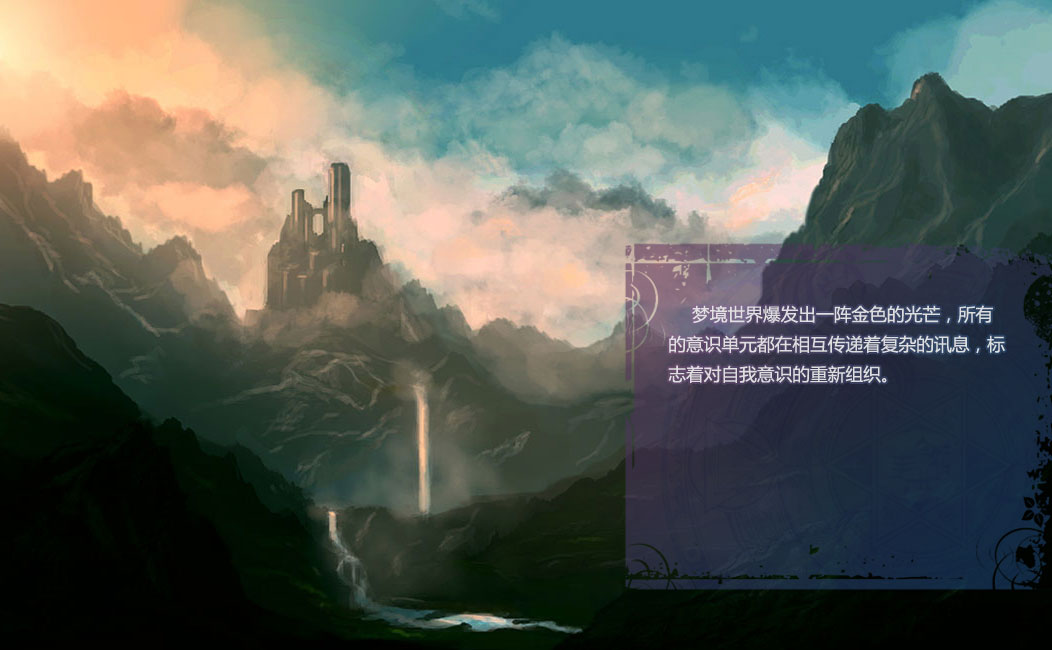 梦境世界爆发出一阵金色的光芒，所有
的意识单元都在相互传递着复杂的讯息，标
志着对自我意识的重新组织。